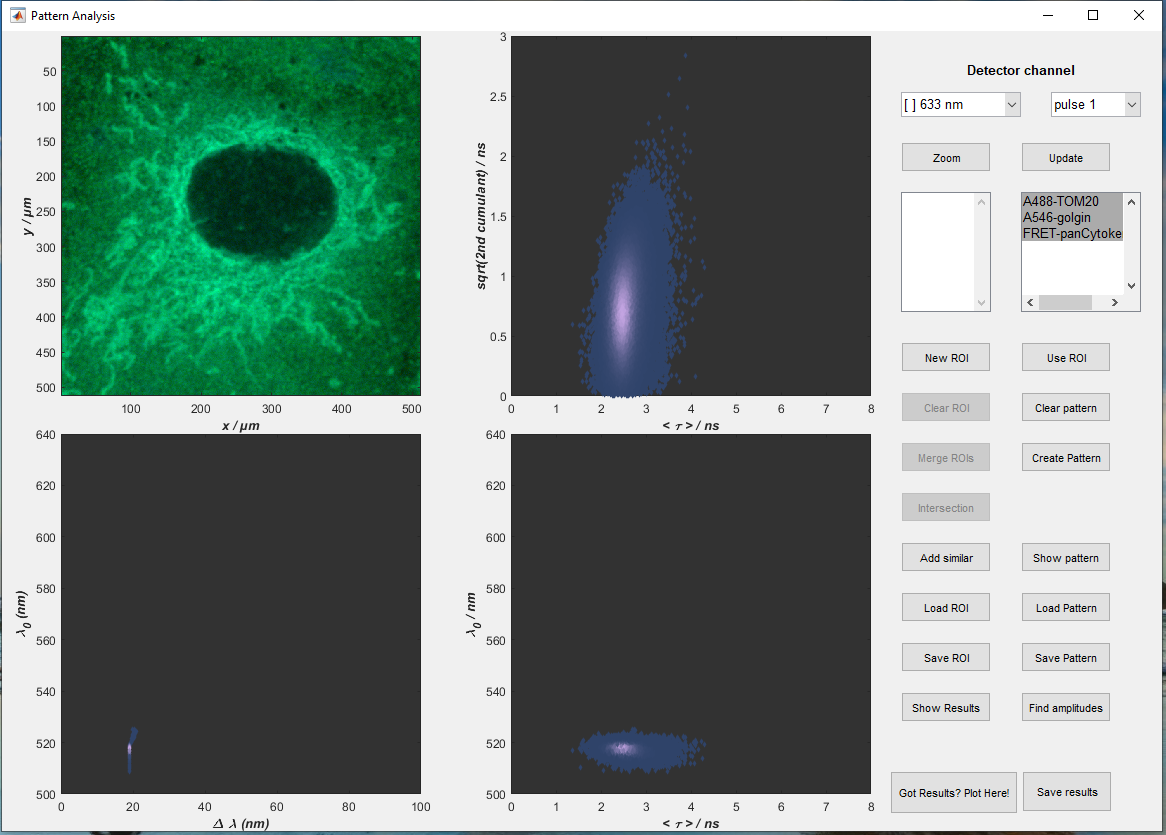 Pattern Analysis
50
100
150
200
250
300
350
400
450
500
y / μm
100 200 300 400 500
x / μm
3
2.5
2
1.5
1
0.5
0
sqrt(2nd cumulant) / ns
0 1 2 3 4 5 6 7 8
< τ > / ns
640
620
600
580
560
540
520
500
λ0 (nm)
0 20 40 60 80 100
Δ λ (nm)
640
620
600
580
560
540
520
500
λ0 / nm
0 1 2 3 4 5 6 7 8
< τ > / ns
Detector channel
[ ] 633 nm pulse 1
Zoom Update
A488-TOM20
A546-golgin
FRET-panCytoke
New ROI Use ROI
Clear ROI Clear pattern
Merge ROIs Create Pattern
Intersection
Add similar Show pattern
Load ROI Load Pattern
Save ROI Save Pattern
Show Results Find amplitudes
Got Results? Plot Here! Save results